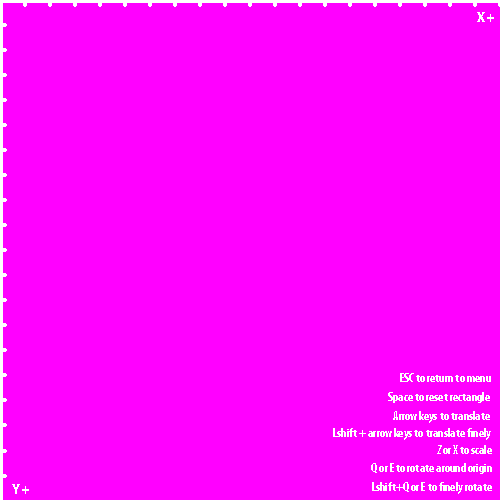 X+
ESC to return to menu
Space to reset rectangle
Arrow keys to translate
Lshift + arrow keys to translate finely
Z or X to scale
Q or E to rotate around origin
Y+
Lshift+Q or E to finely rotate